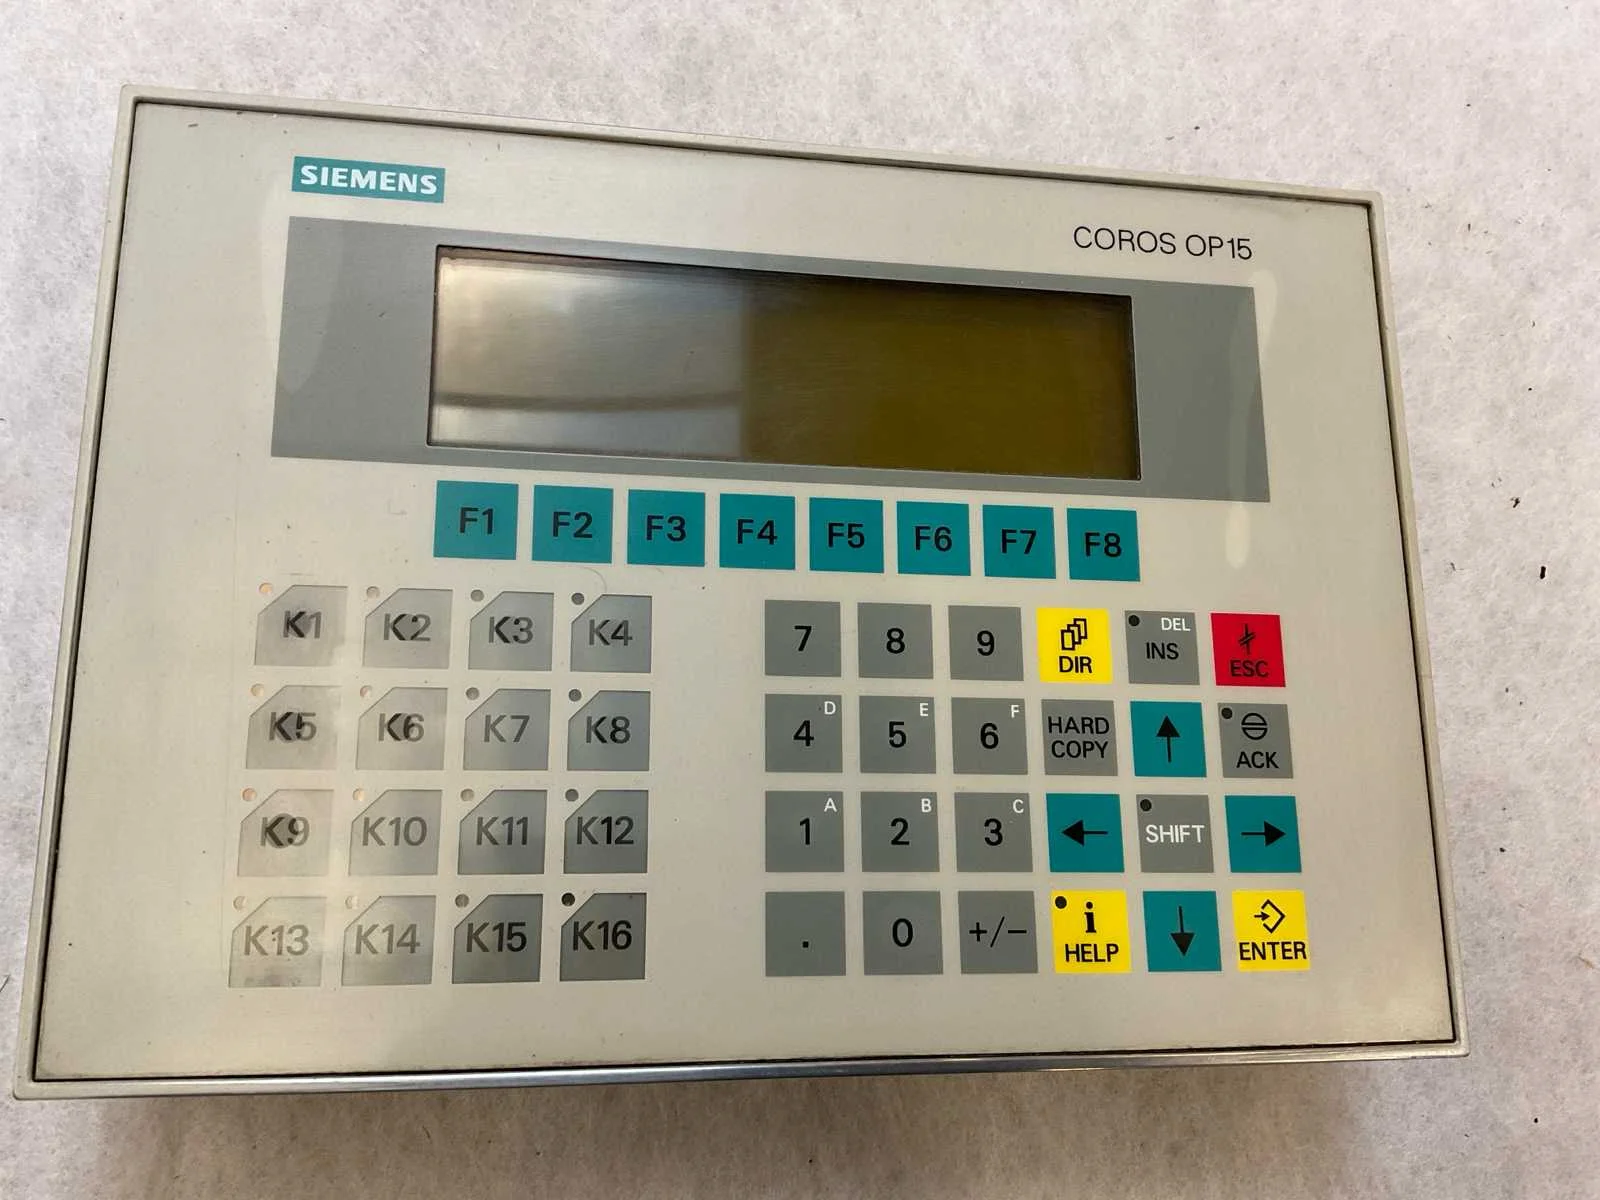 SIEMENS
COROS OP15
F1 F2 F3 F4 F5 F6 F7 F8
K1 K2 K3 K4
K5 K6 K7 K8
K9 K10 K11 K12
K13 K14 K15 K16
7 8 9 DIR DEL INS ESC
4 D 5 E 6 F HARD COPY ACK
1 A 2 B 3 C SHIFT
. 0 +/− i HELP ENTER